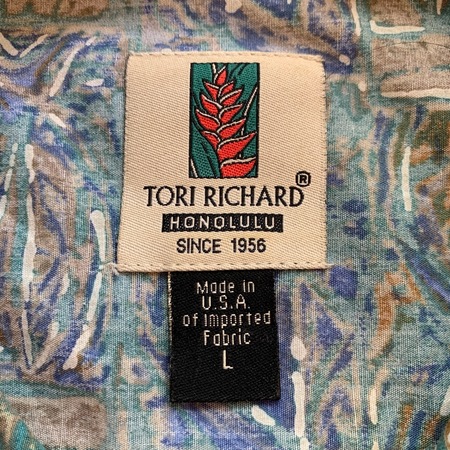 TORI RICHARD®
HONOLULU
SINCE 1956
Made in
U.S.A.
of Imported
Fabric
L